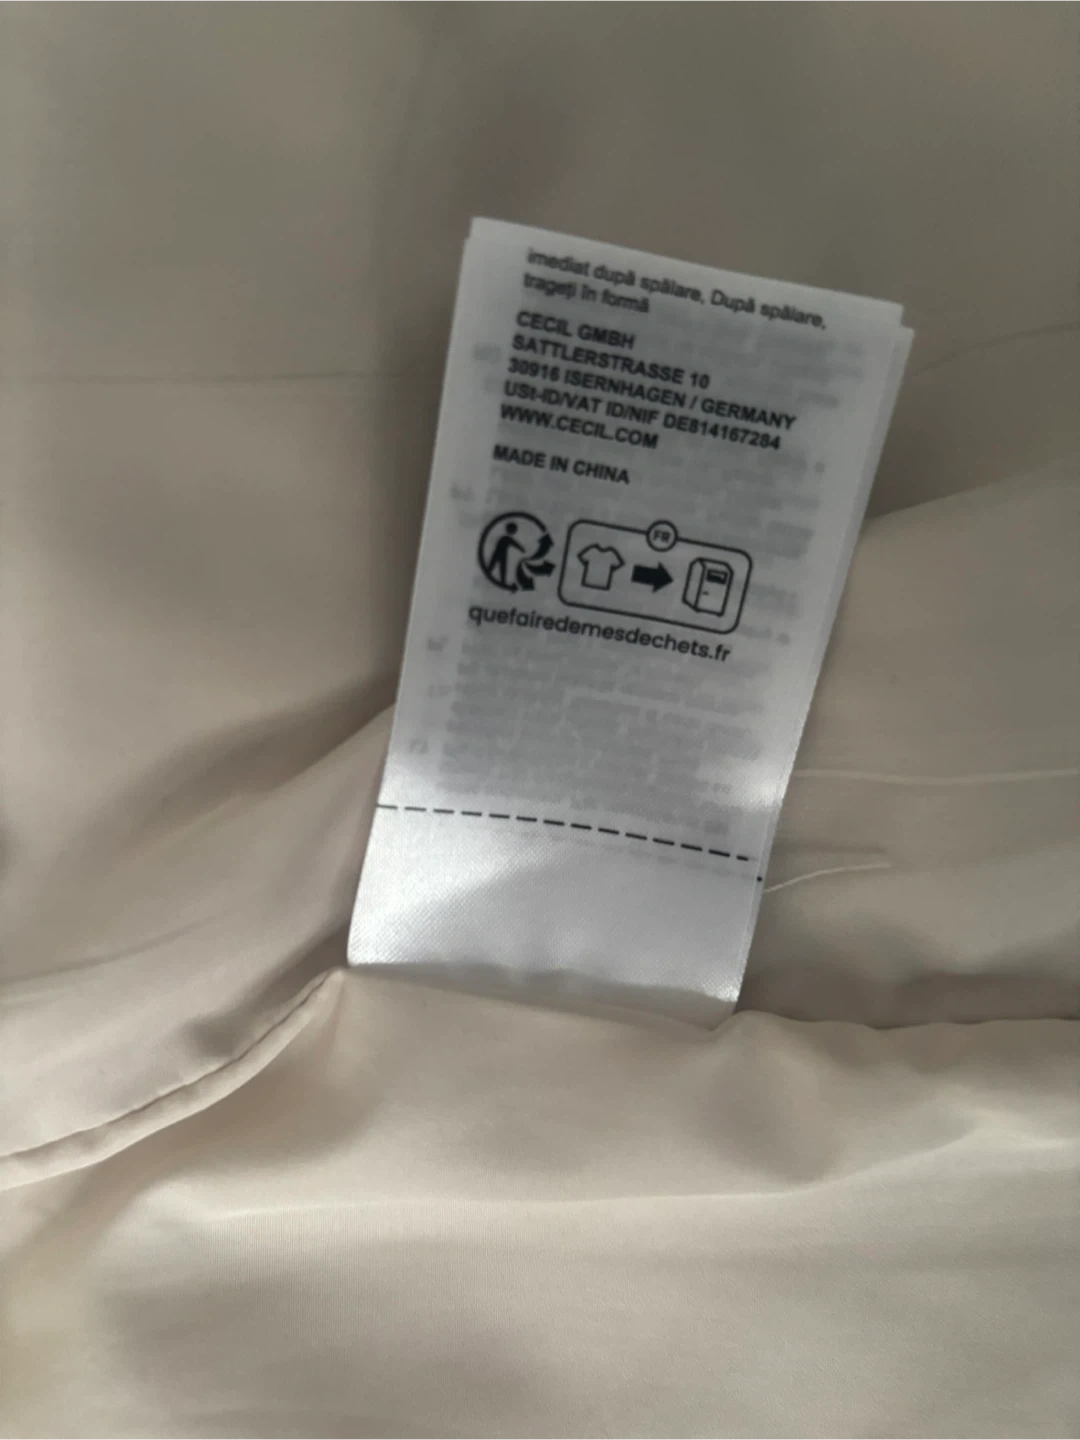 imediat după spălare, După spălare,
trageți în formă
CECIL GMBH
SATTLERSTRASSE 10
30916 ISERNHAGEN / GERMANY
USt-ID/VAT ID/NIF DE814167284
WWW.CECIL.COM
MADE IN CHINA
FR
quefairedemesdechets.fr